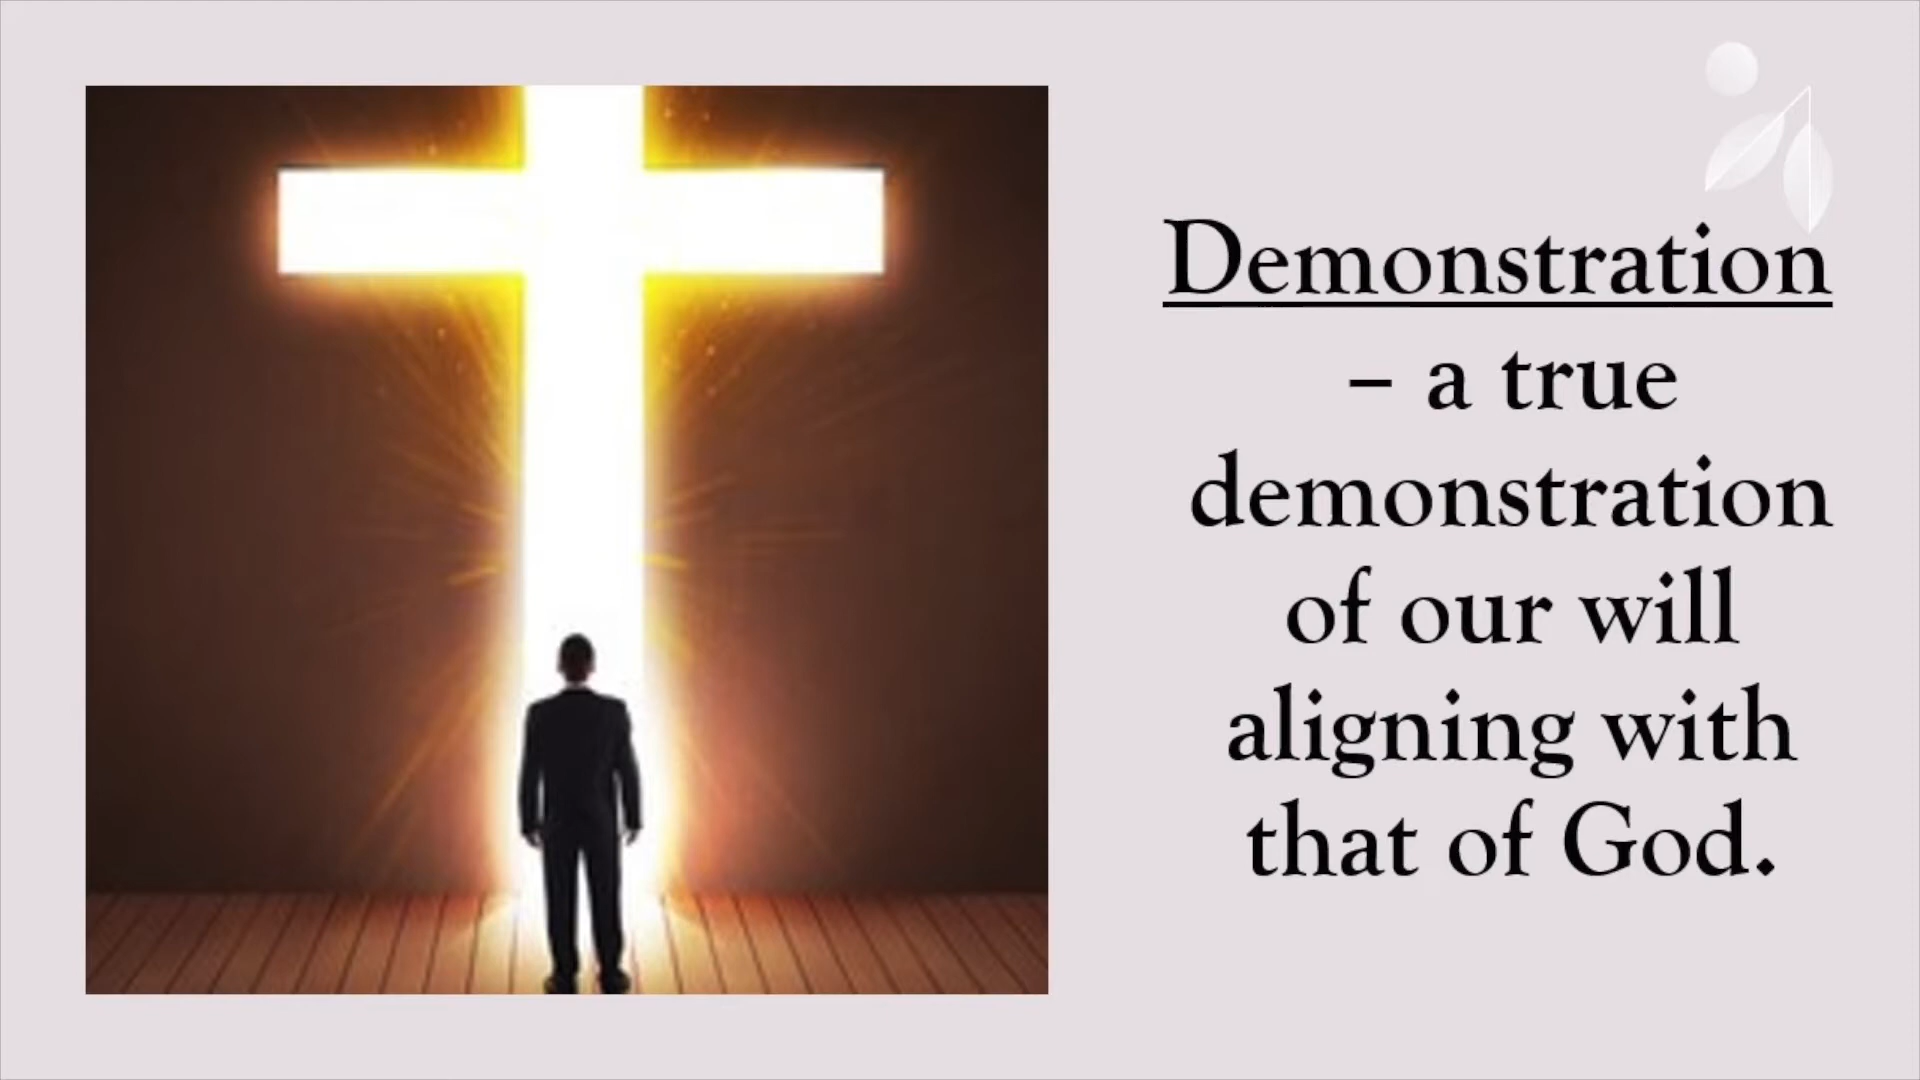 Demonstration
– a true
demonstration
of our will
aligning with
that of God.